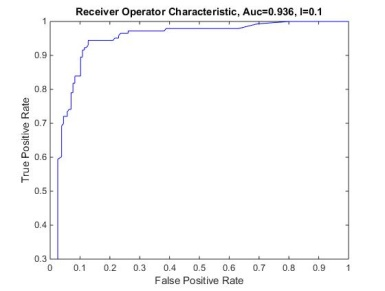 Receiver Operator Characteristic, Auc=0.936, I=0.1
1
0.9
0.8
0.7
0.6
0.5
0.4
0.3
True Positive Rate
0 0.1 0.2 0.3 0.4 0.5 0.6 0.7 0.8 0.9 1
False Positive Rate